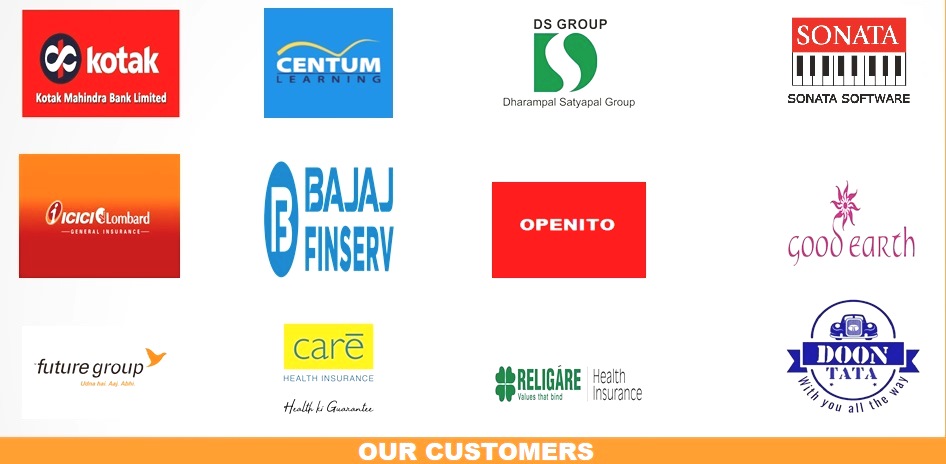 kotak
Kotak Mahindra Bank Limited
CENTUM
LEARNING
DS GROUP
Dharampal Satyapal Group
SONATA
SONATA SOFTWARE
ICICI Lombard
GENERAL INSURANCE
BAJAJ
FINSERV
OPENITO
good earth
future group
Udne hai. Aaj. Abhi.
carē
HEALTH INSURANCE
Health ki Guarantee
RELIGARE Health
Values that bind Insurance
DOON
TATA
With you all the way
OUR CUSTOMERS